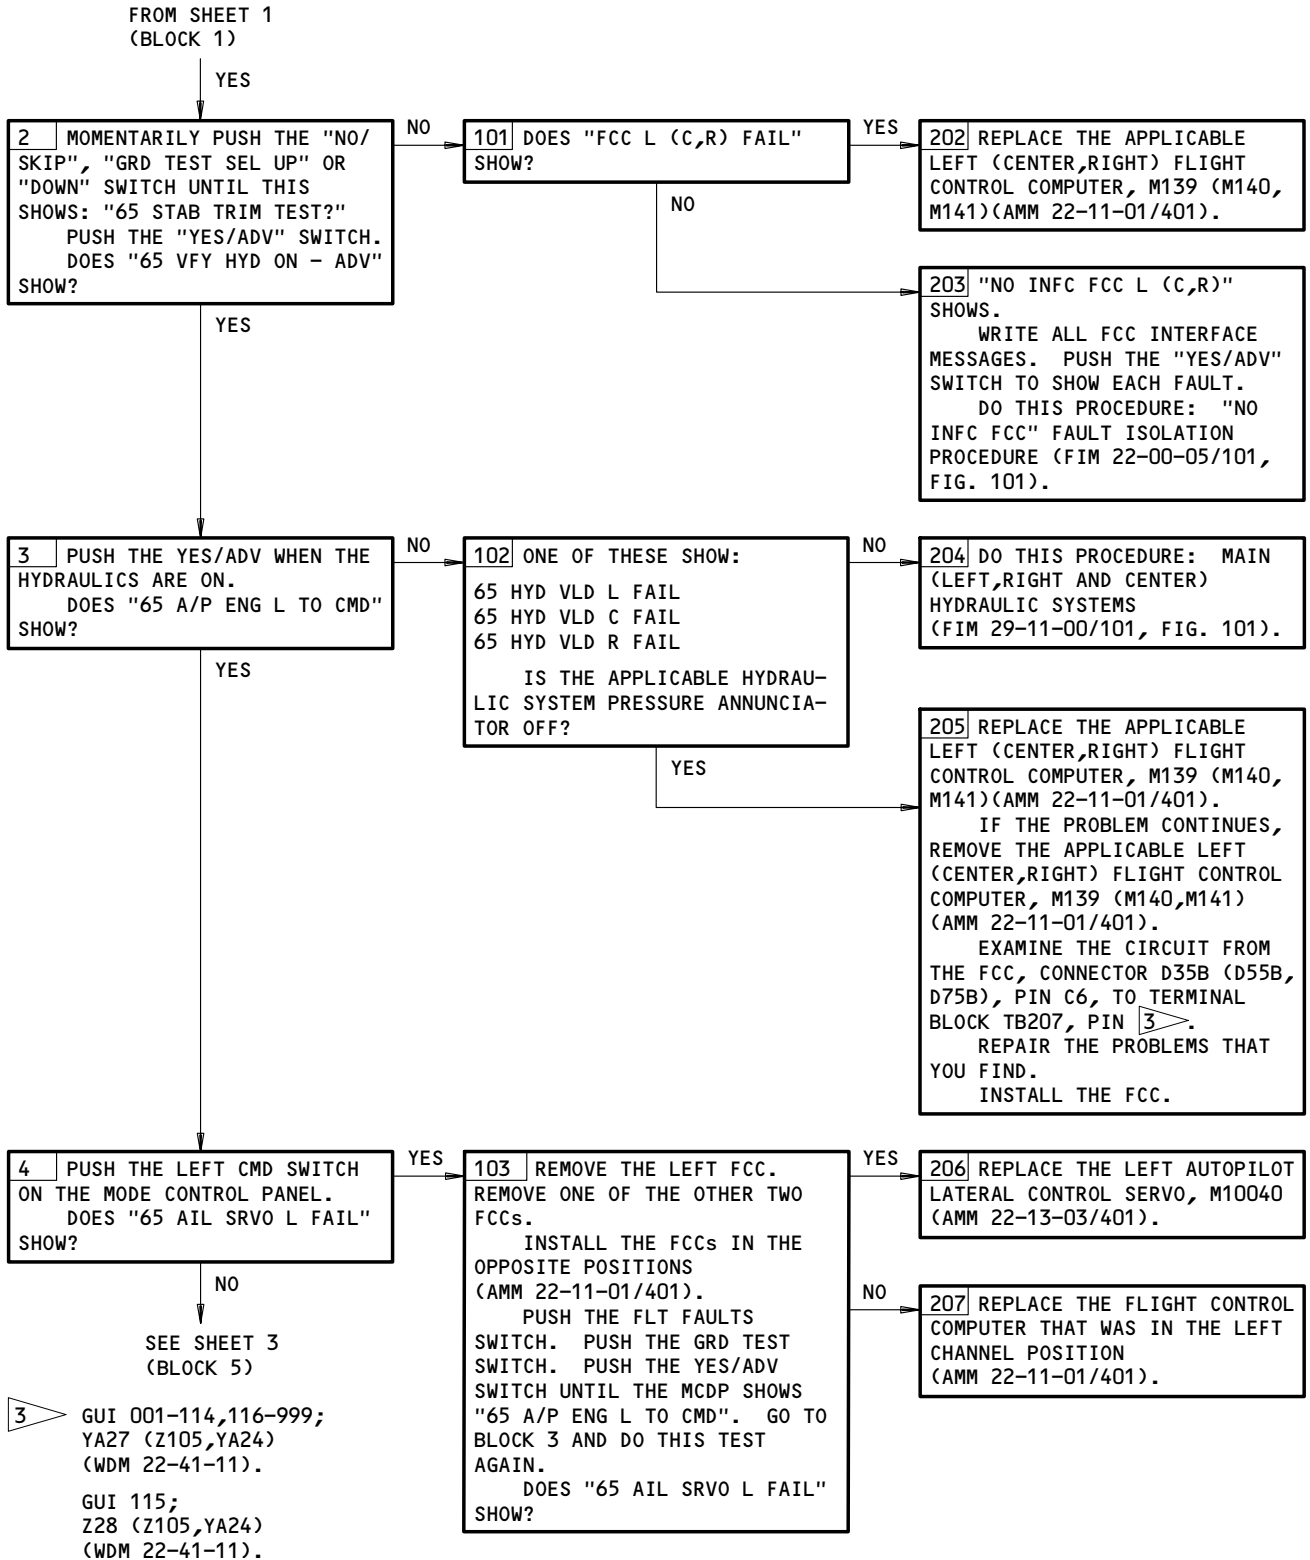 FROM SHEET 1
(BLOCK 1)
YES
2 MOMENTARILY PUSH THE "NO/
SKIP", "GRD TEST SEL UP" OR
"DOWN" SWITCH UNTIL THIS
SHOWS: "65 STAB TRIM TEST?"
PUSH THE "YES/ADV" SWITCH.
DOES "65 VFY HYD ON - ADV"
SHOW?
NO
101 DOES "FCC L (C,R) FAIL"
SHOW?
YES
202 REPLACE THE APPLICABLE
LEFT (CENTER,RIGHT) FLIGHT
CONTROL COMPUTER, M139 (M140,
M141)(AMM 22-11-01/401).
NO
203 "NO INFC FCC L (C,R)"
SHOWS.
WRITE ALL FCC INTERFACE
MESSAGES. PUSH THE "YES/ADV"
SWITCH TO SHOW EACH FAULT.
DO THIS PROCEDURE: "NO
INFC FCC" FAULT ISOLATION
PROCEDURE (FIM 22-00-05/101,
FIG. 101).
YES
3 PUSH THE YES/ADV WHEN THE
HYDRAULICS ARE ON.
DOES "65 A/P ENG L TO CMD"
SHOW?
NO
102 ONE OF THESE SHOW:
65 HYD VLD L FAIL
65 HYD VLD C FAIL
65 HYD VLD R FAIL
IS THE APPLICABLE HYDRAU-
LIC SYSTEM PRESSURE ANNUNCIA-
TOR OFF?
NO
204 DO THIS PROCEDURE: MAIN
(LEFT,RIGHT AND CENTER)
HYDRAULIC SYSTEMS
(FIM 29-11-00/101, FIG. 101).
YES
205 REPLACE THE APPLICABLE
LEFT (CENTER,RIGHT) FLIGHT
CONTROL COMPUTER, M139 (M140,
M141)(AMM 22-11-01/401).
IF THE PROBLEM CONTINUES,
REMOVE THE APPLICABLE LEFT
(CENTER,RIGHT) FLIGHT CONTROL
COMPUTER, M139 (M140,M141)
(AMM 22-11-01/401).
EXAMINE THE CIRCUIT FROM
THE FCC, CONNECTOR D35B (D55B,
D75B), PIN C6, TO TERMINAL
BLOCK TB207, PIN 3.
REPAIR THE PROBLEMS THAT
YOU FIND.
INSTALL THE FCC.
YES
4 PUSH THE LEFT CMD SWITCH
ON THE MODE CONTROL PANEL.
DOES "65 AIL SRVO L FAIL"
SHOW?
YES
103 REMOVE THE LEFT FCC.
REMOVE ONE OF THE OTHER TWO
FCCs.
INSTALL THE FCCs IN THE
OPPOSITE POSITIONS
(AMM 22-11-01/401).
PUSH THE FLT FAULTS
SWITCH. PUSH THE GRD TEST
SWITCH. PUSH THE YES/ADV
SWITCH UNTIL THE MCDP SHOWS
"65 A/P ENG L TO CMD". GO TO
BLOCK 3 AND DO THIS TEST
AGAIN.
DOES "65 AIL SRVO L FAIL"
SHOW?
YES
206 REPLACE THE LEFT AUTOPILOT
LATERAL CONTROL SERVO, M10040
(AMM 22-13-03/401).
NO
207 REPLACE THE FLIGHT CONTROL
COMPUTER THAT WAS IN THE LEFT
CHANNEL POSITION
(AMM 22-11-01/401).
NO
SEE SHEET 3
(BLOCK 5)
3 GUI 001-114,116-999;
YA27 (Z105,YA24)
(WDM 22-41-11).
GUI 115;
Z28 (Z105,YA24)
(WDM 22-41-11).